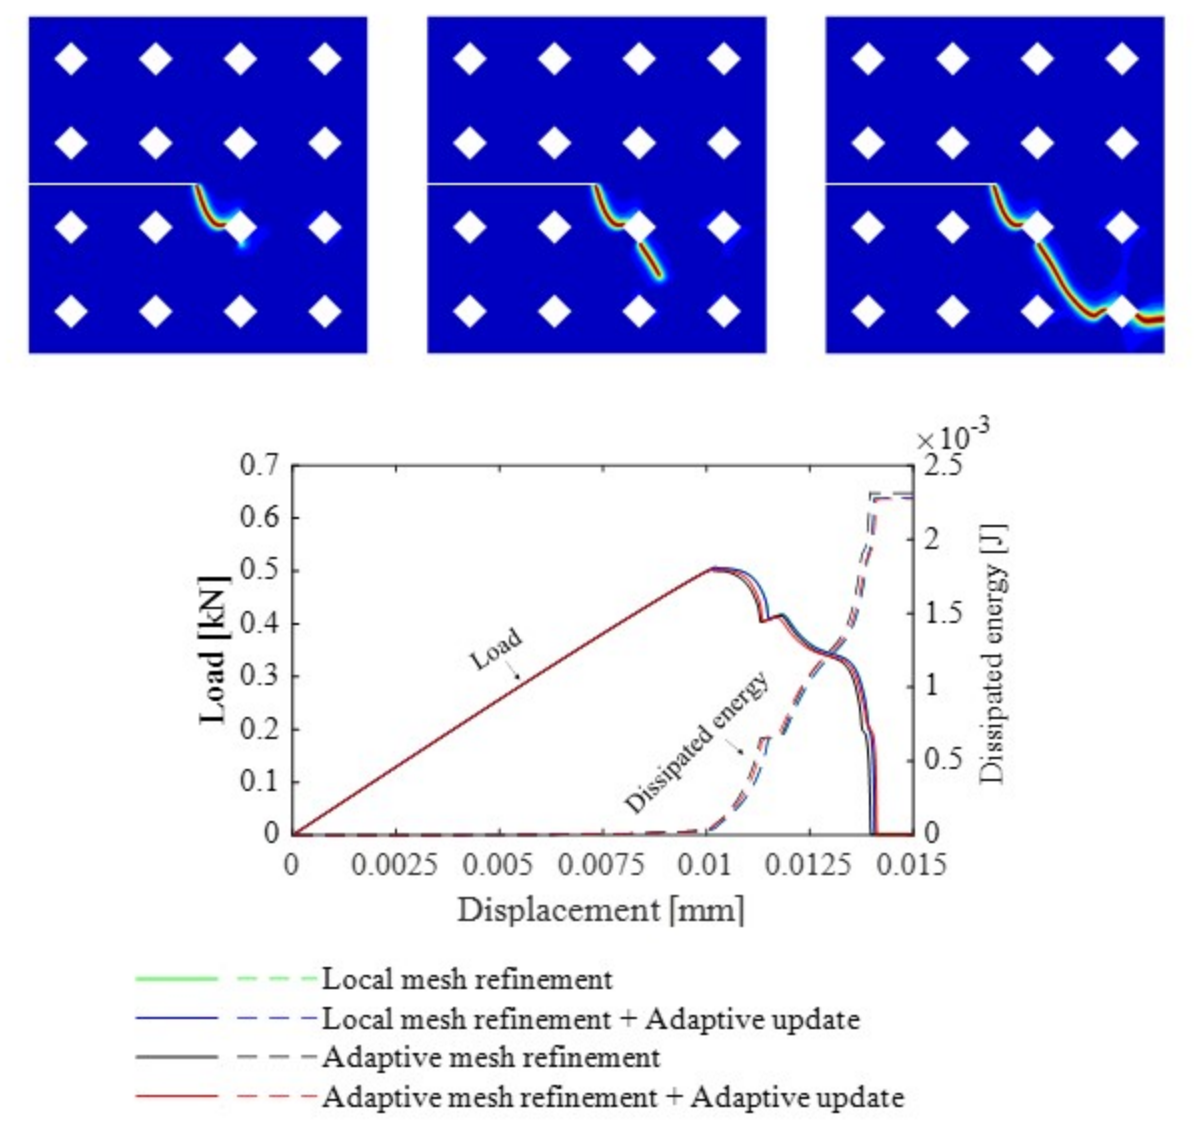 ×10⁻³
0.7
0.6
0.5
0.4
0.3
0.2
0.1
0
Load [kN]
Load
Dissipated energy
2.5
2
1.5
1
0.5
0
Dissipated energy [J]
0 0.0025 0.005 0.0075 0.01 0.0125 0.015
Displacement [mm]
Local mesh refinement
Local mesh refinement + Adaptive update
Adaptive mesh refinement
Adaptive mesh refinement + Adaptive update